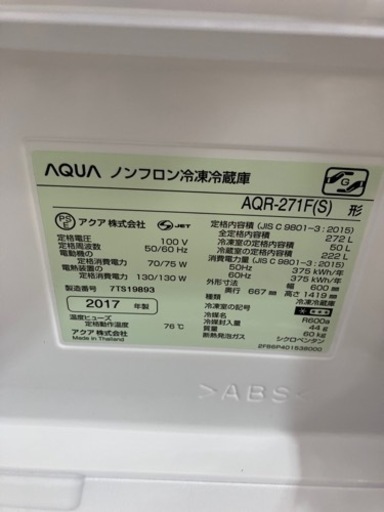 AQUA ノンフロン冷凍冷蔵庫
AQR-271F(S) 形
PS E アクア株式会社 JET
定格電圧 100 V
定格周波数 50/60 Hz
電動機の定格消費電力 70/75 W
電熱装置の定格消費電力 130/130 W
製造番号 7TS19893
2017 年製
温度ヒューズ
定格動作温度 76℃
アクア株式会社
Made in Thailand
定格内容積 (JIS C 9801-3:2015)
全定格内容積 272 L
冷凍室の定格内容積 50 L
冷蔵室の定格内容積 222 L
消費電力量 (JIS C 9801-3:2015)
50Hz 375 kWh/年
60Hz 375 kWh/年
外形寸法 幅 600 mm
奥行 667 mm 高さ 1419 mm
種類 冷凍冷蔵庫
冷凍室の記号
冷媒 R600a
冷媒封入量 44 g
質量 60 kg
断熱発泡ガス シクロペンタン
>ABS<